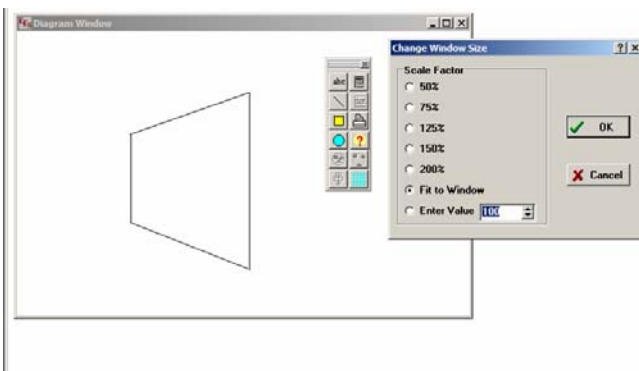 Diagram Window
abc
?
Change Window Size
Scale Factor
50%
75%
125%
150%
200%
Fit to Window
Enter Value 100
OK
Cancel